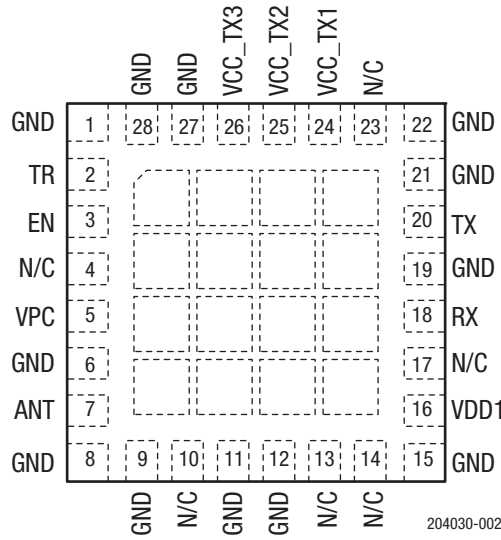 GND GND VCC_TX3 VCC_TX2 VCC_TX1 N/C
GND 1 28 27 26 25 24 23 22 GND
TR 2 21 GND
EN 3 20 TX
N/C 4 19 GND
VPC 5 18 RX
GND 6 17 N/C
ANT 7 16 VDD1
GND 8 9 10 11 12 13 14 15 GND
GND N/C GND GND N/C N/C
204030-002